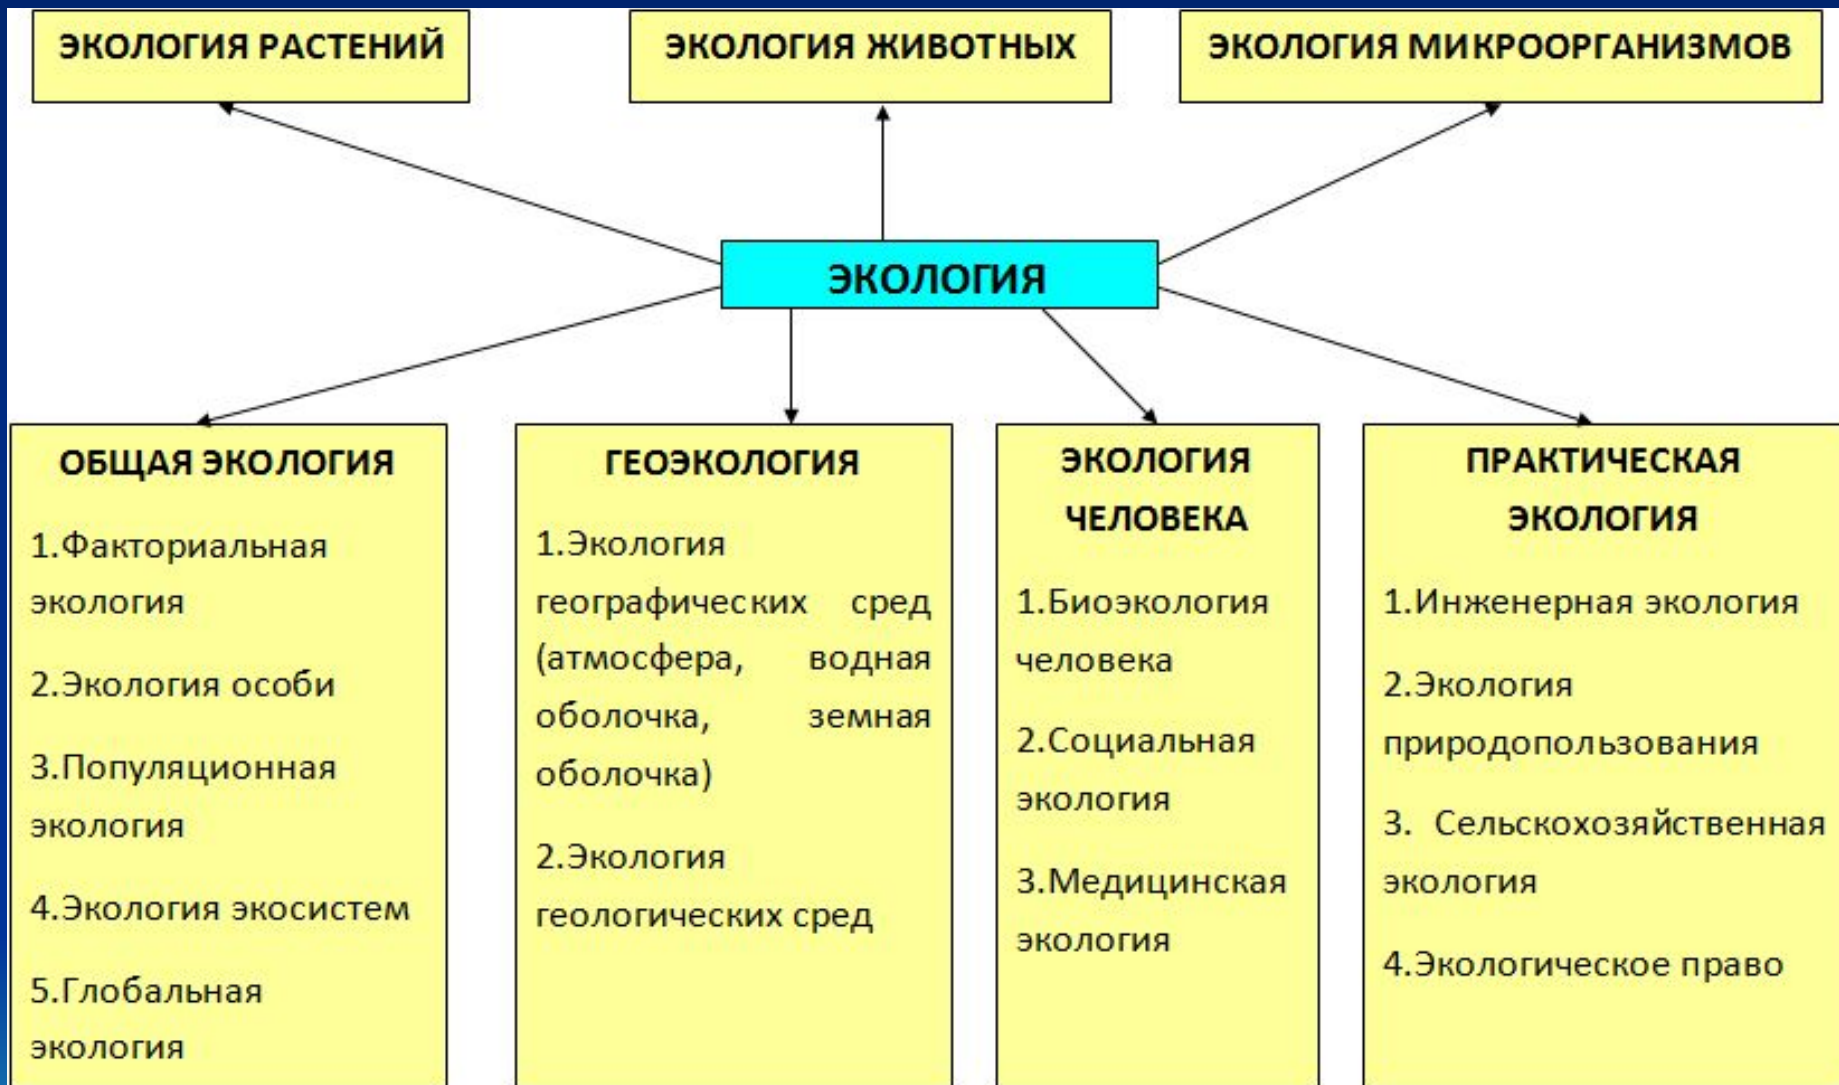 ЭКОЛОГИЯ РАСТЕНИЙ
ЭКОЛОГИЯ ЖИВОТНЫХ
ЭКОЛОГИЯ МИКРООРГАНИЗМОВ
ЭКОЛОГИЯ
ОБЩАЯ ЭКОЛОГИЯ
1.Факториальная
экология
2.Экология особи
3.Популяционная
экология
4.Экология экосистем
5.Глобальная
экология
ГЕОЭКОЛОГИЯ
1.Экология
географических сред
(атмосфера, водная
оболочка, земная
оболочка)
2.Экология
геологических сред
ЭКОЛОГИЯ
ЧЕЛОВЕКА
1.Биоэкология
человека
2.Социальная
экология
3.Медицинская
экология
ПРАКТИЧЕСКАЯ
ЭКОЛОГИЯ
1.Инженерная экология
2.Экология
природопользования
3. Сельскохозяйственная
экология
4.Экологическое право